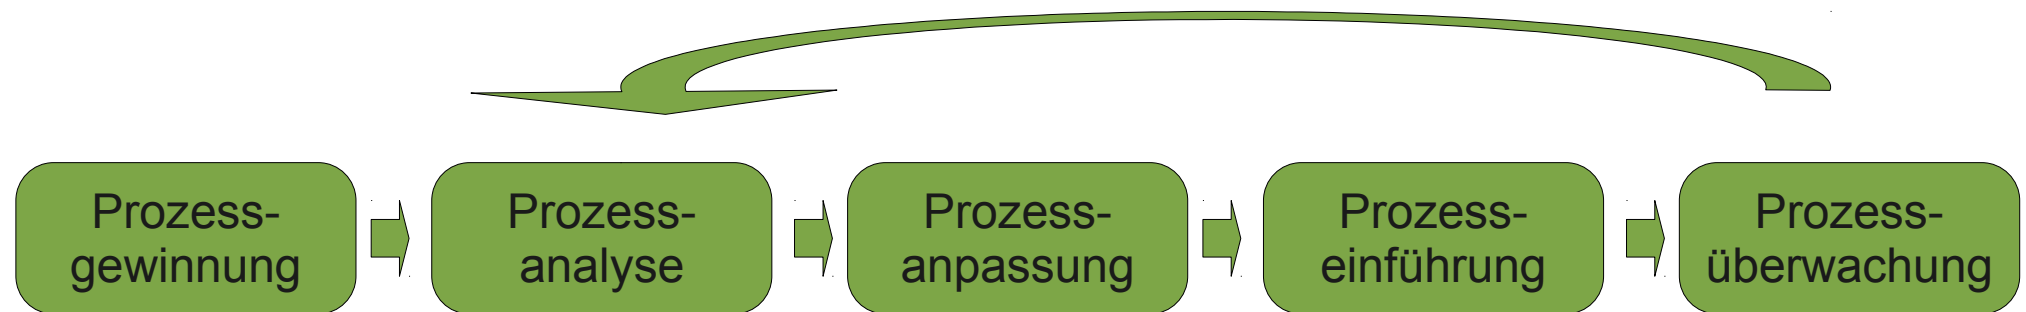 Prozess-
gewinnung
Prozess-
analyse
Prozess-
anpassung
Prozess-
einführung
Prozess-
überwachung